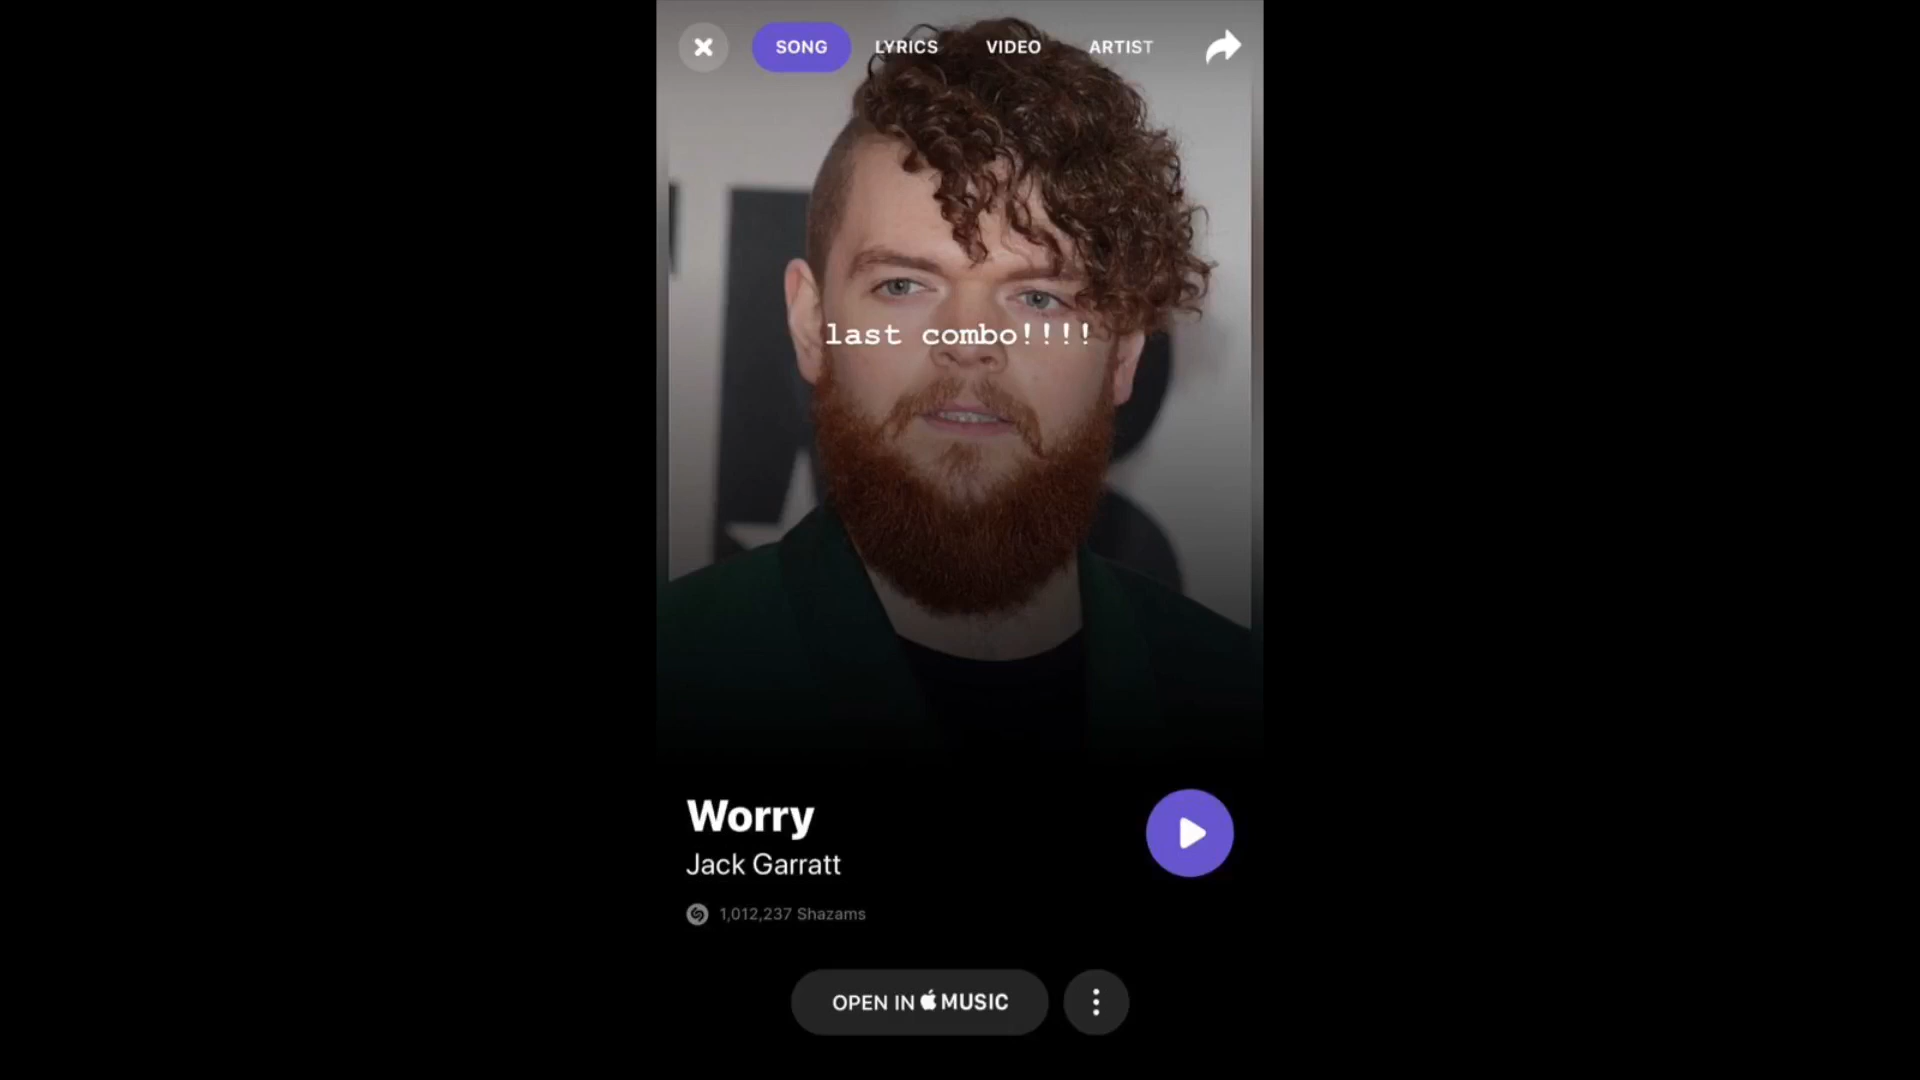 SONG LYRICS VIDEO ARTIST
last combo!!!!
Worry
Jack Garratt
1,012,237 Shazams
OPEN IN MUSIC